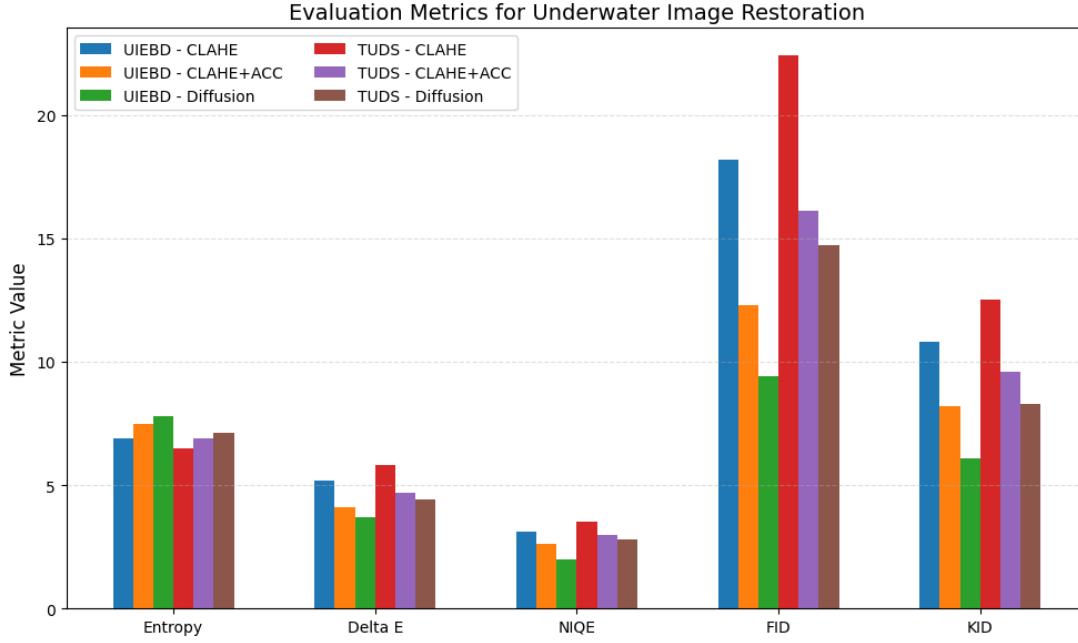 Evaluation Metrics for Underwater Image Restoration
UIEBD - CLAHE
UIEBD - CLAHE+ACC
UIEBD - Diffusion
TUDS - CLAHE
TUDS - CLAHE+ACC
TUDS - Diffusion
Metric Value
20
15
10
5
0
Entropy
Delta E
NIQE
FID
KID